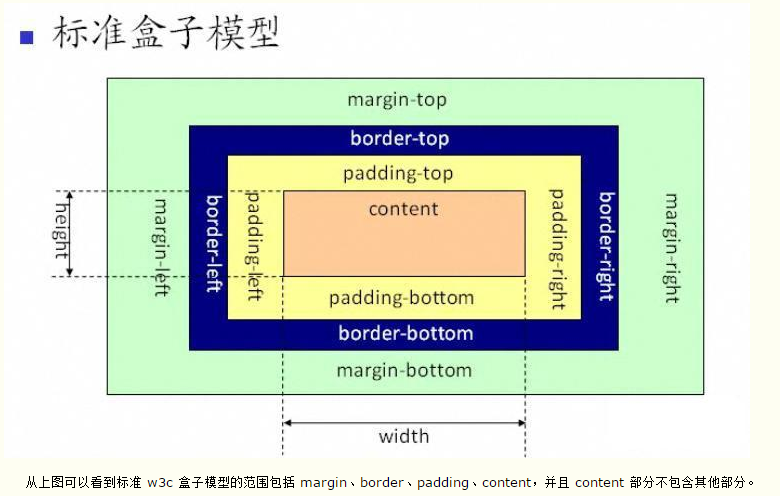 标准盒子模型
margin-top
border-top
padding-top
content
height
margin-left
border-left
padding-left
padding-right
border-right
margin-right
padding-bottom
border-bottom
margin-bottom
width
从上图可以看到标准 w3c 盒子模型的范围包括 margin、border、padding、content，并且 content 部分不包含其他部分。